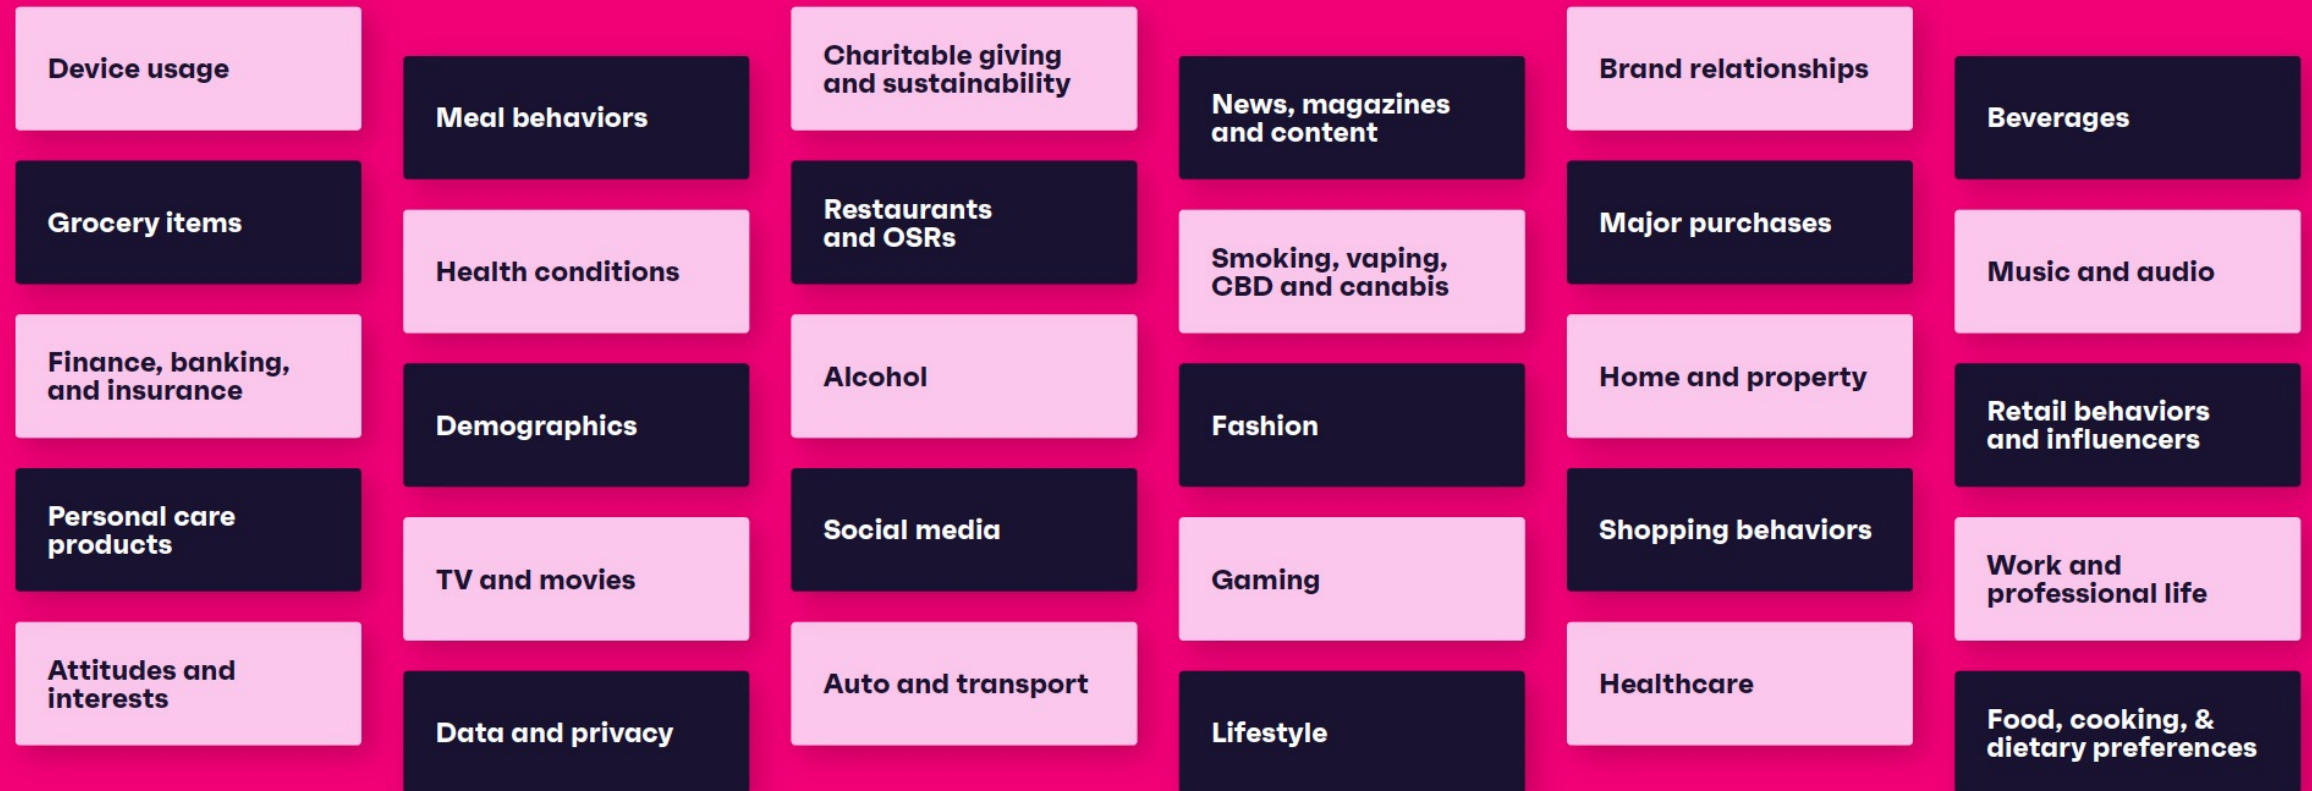 Device usage
Grocery items
Finance, banking,
and insurance
Personal care
products
Attitudes and
interests
Meal behaviors
Health conditions
Demographics
TV and movies
Data and privacy
Charitable giving
and sustainability
Restaurants
and OSRs
Alcohol
Social media
Auto and transport
News, magazines
and content
Smoking, vaping,
CBD and canabis
Fashion
Gaming
Lifestyle
Brand relationships
Major purchases
Home and property
Shopping behaviors
Healthcare
Beverages
Music and audio
Retail behaviors
and influencers
Work and
professional life
Food, cooking, &
dietary preferences